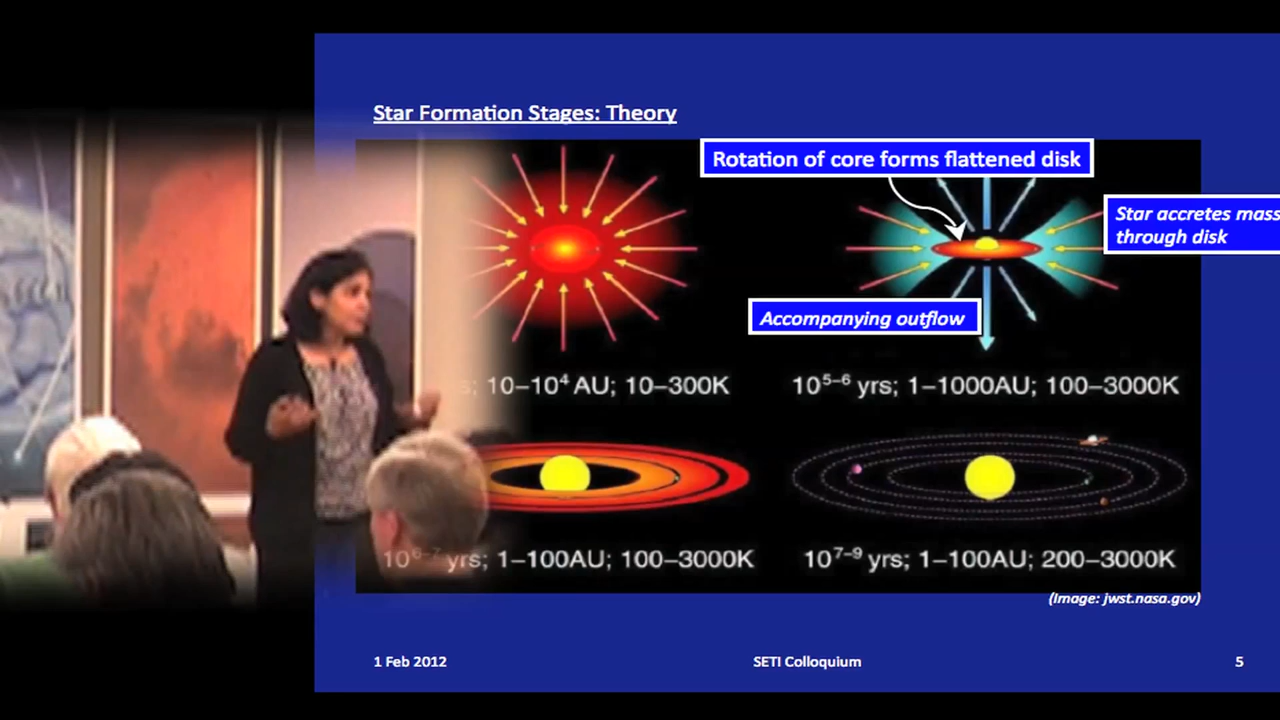 Star Formation Stages: Theory
Rotation of core forms flattened disk
Star accretes mass
through disk
Accompanying outflow
s; 10–10⁴ AU; 10–300K
10⁵⁻⁶ yrs; 1–1000AU; 100–3000K
10⁶⁻⁷ yrs; 1–100AU; 100–3000K
10⁷⁻⁹ yrs; 1–100AU; 200–3000K
(Image: jwst.nasa.gov)
1 Feb 2012
SETI Colloquium
5